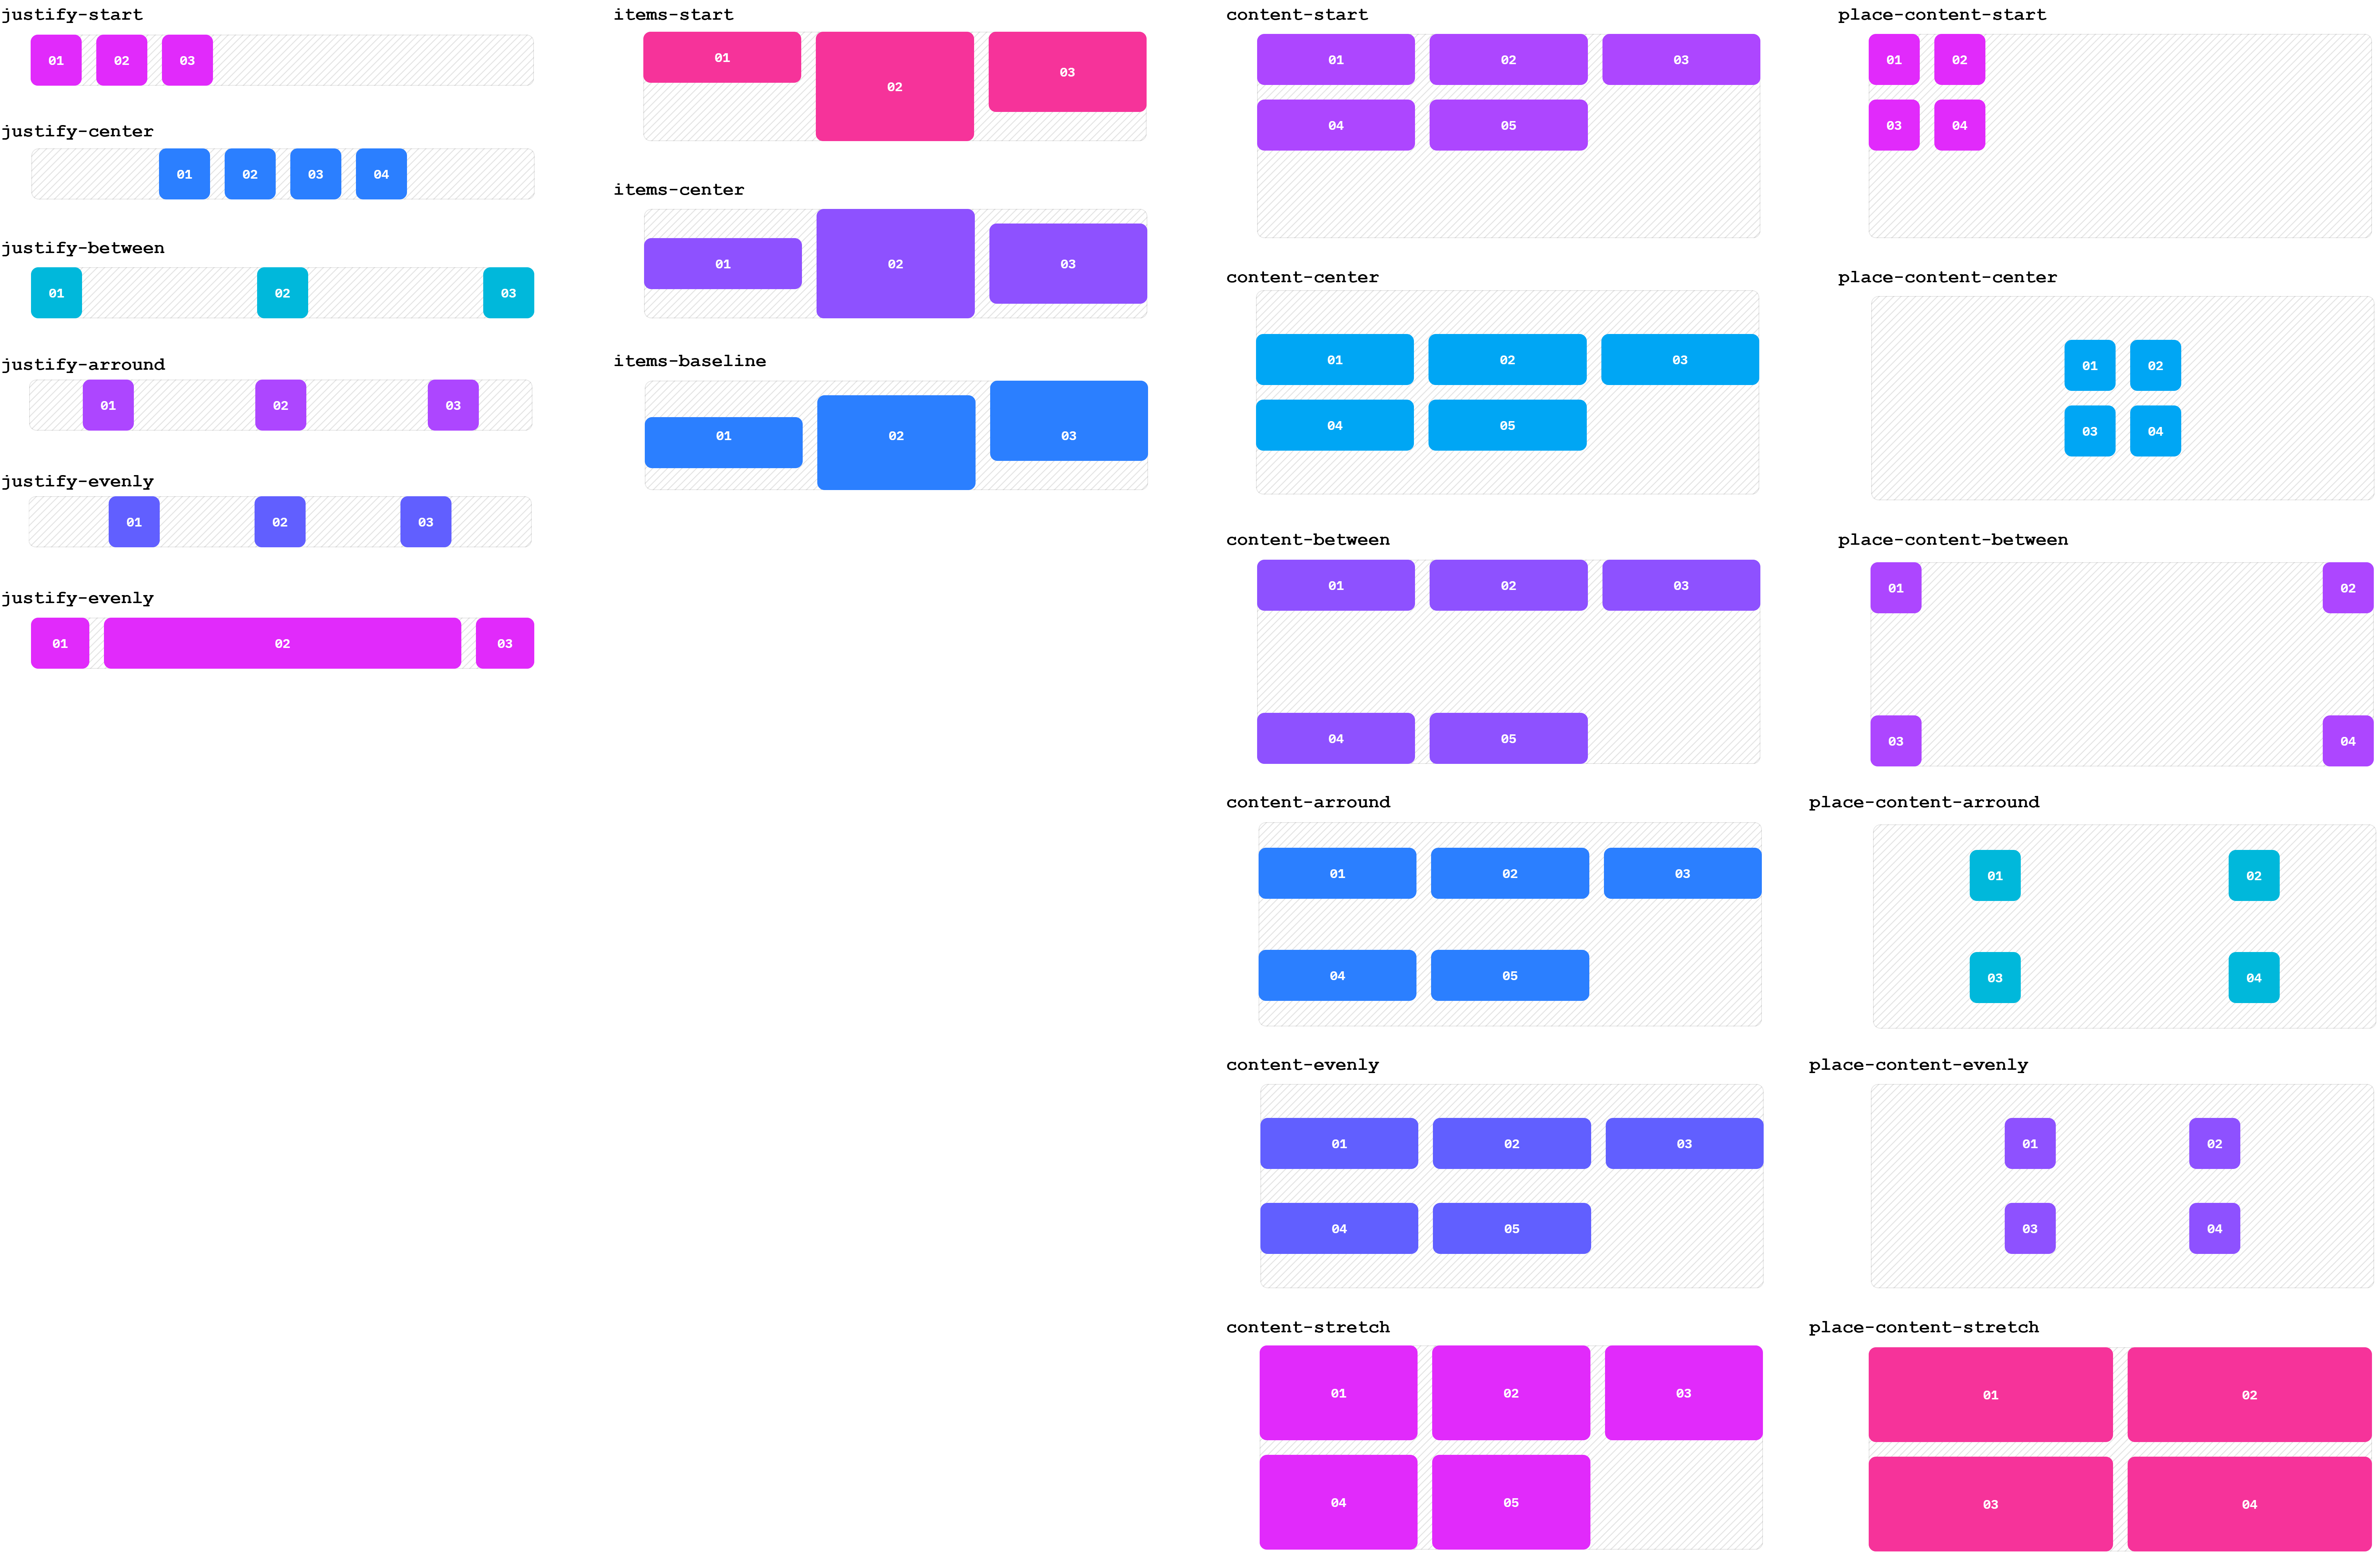 justify-start
01 02 03
justify-center
01 02 03 04
justify-between
01 02 03
justify-arround
01 02 03
justify-evenly
01 02 03
justify-evenly
01 02 03
items-start
01 02 03
items-center
01 02 03
items-baseline
01 02 03
content-start
01 02 03
04 05
content-center
01 02 03
04 05
content-between
01 02 03
04 05
content-arround
01 02 03
04 05
content-evenly
01 02 03
04 05
content-stretch
01 02 03
04 05
place-content-start
01 02
03 04
place-content-center
01 02
03 04
place-content-between
01 02
03 04
place-content-arround
01 02
03 04
place-content-evenly
01 02
03 04
place-content-stretch
01 02
03 04